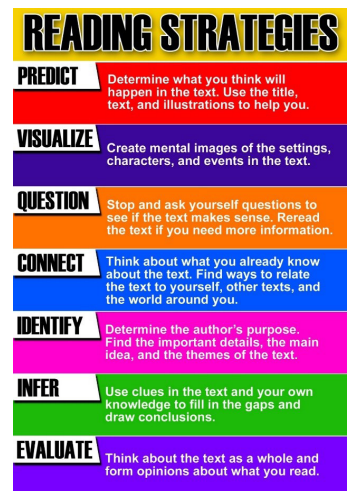 READING STRATEGIES
PREDICT
Determine what you think will
happen in the text. Use the title,
text, and illustrations to help you.
VISUALIZE
Create mental images of the settings,
characters, and events in the text.
QUESTION
Stop and ask yourself questions to
see if the text makes sense. Reread
the text if you need more information.
CONNECT
Think about what you already know
about the text. Find ways to relate
the text to yourself, other texts, and
the world around you.
IDENTIFY
Determine the author's purpose.
Find the important details, the main
idea, and the themes of the text.
INFER
Use clues in the text and your own
knowledge to fill in the gaps and
draw conclusions.
EVALUATE
Think about the text as a whole and
form opinions about what you read.